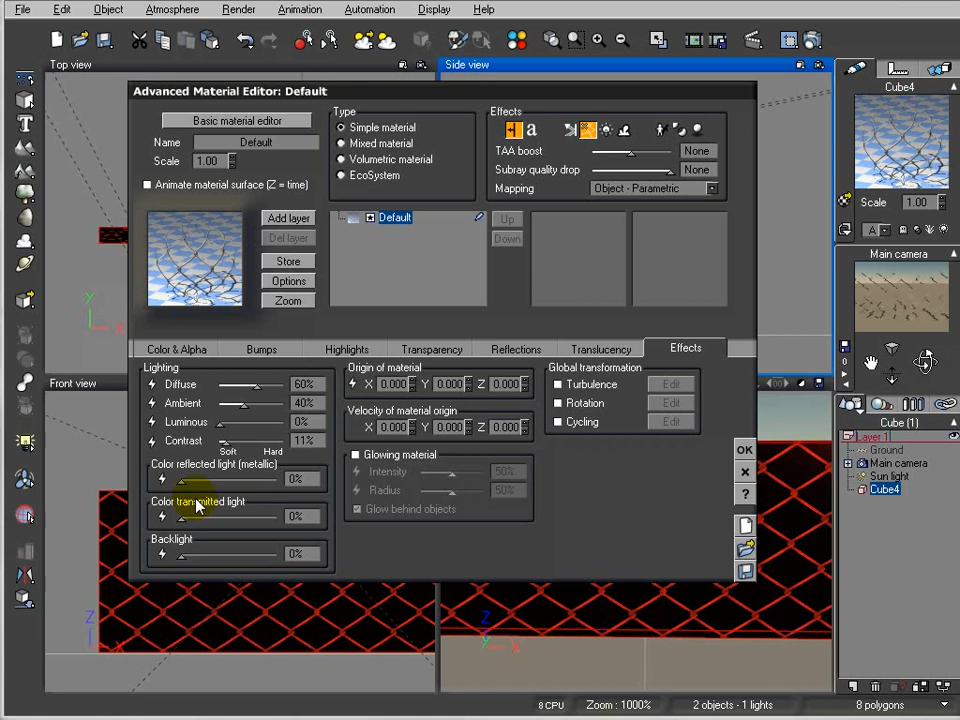 File Edit Object Atmosphere Render Animation Automation Display Help
Top view
Side view
Advanced Material Editor: Default
Cube4
Basic material editor
Name Default
Scale 1.00
Animate material surface (Z = time)
Type
Simple material
Mixed material
Volumetric material
EcoSystem
Effects
a
TAA boost None
Subray quality drop None
Mapping Object - Parametric
Scale 1.00
A
Add layer
Del layer
Store
Options
Zoom
Default
Up
Down
Main camera
Y
X
Color & Alpha Bumps Highlights Transparency Reflections Translucency Effects
Lighting
Diffuse 60%
Ambient 40%
Luminous 0%
Contrast 11%
Soft Hard
Color reflected light (metallic)
0%
Color transmitted light
0%
Backlight
0%
Origin of material
X 0.000 Y 0.000 Z 0.000
Velocity of material origin
X 0.000 Y 0.000 Z 0.000
Glowing material
Intensity 50%
Radius 50%
Glow behind objects
Global transformation
Turbulence Edit
Rotation Edit
Cycling Edit
OK
?
Front view
Cube (1)
Layer 1
Ground
Main camera
Sun light
Cube4
Z
X
Z
Y
X
8 CPU Zoom : 1000% 2 objects - 1 lights 8 polygons